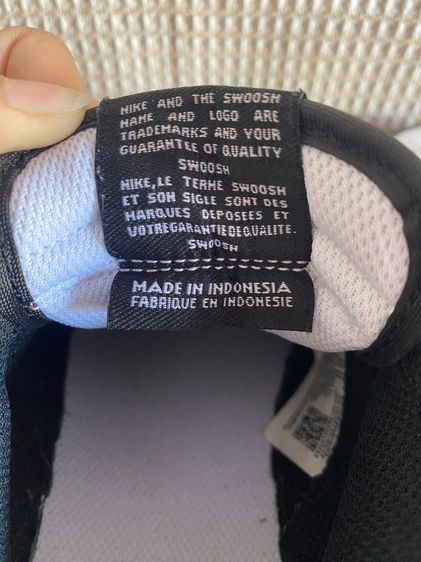 NIKE AND THE SWOOSH
NAME AND LOGO ARE
TRADEMARKS AND YOUR
GUARANTEE OF QUALITY
SWOOSH
NIKE, LE TERME SWOOSH
ET SON SIGLE SONT DES
MARQUES DEPOSEES ET
VOTREGARANTIEDEQUALITE.
SWOOSH
MADE IN INDONESIA
FABRIQUE EN INDONESIE